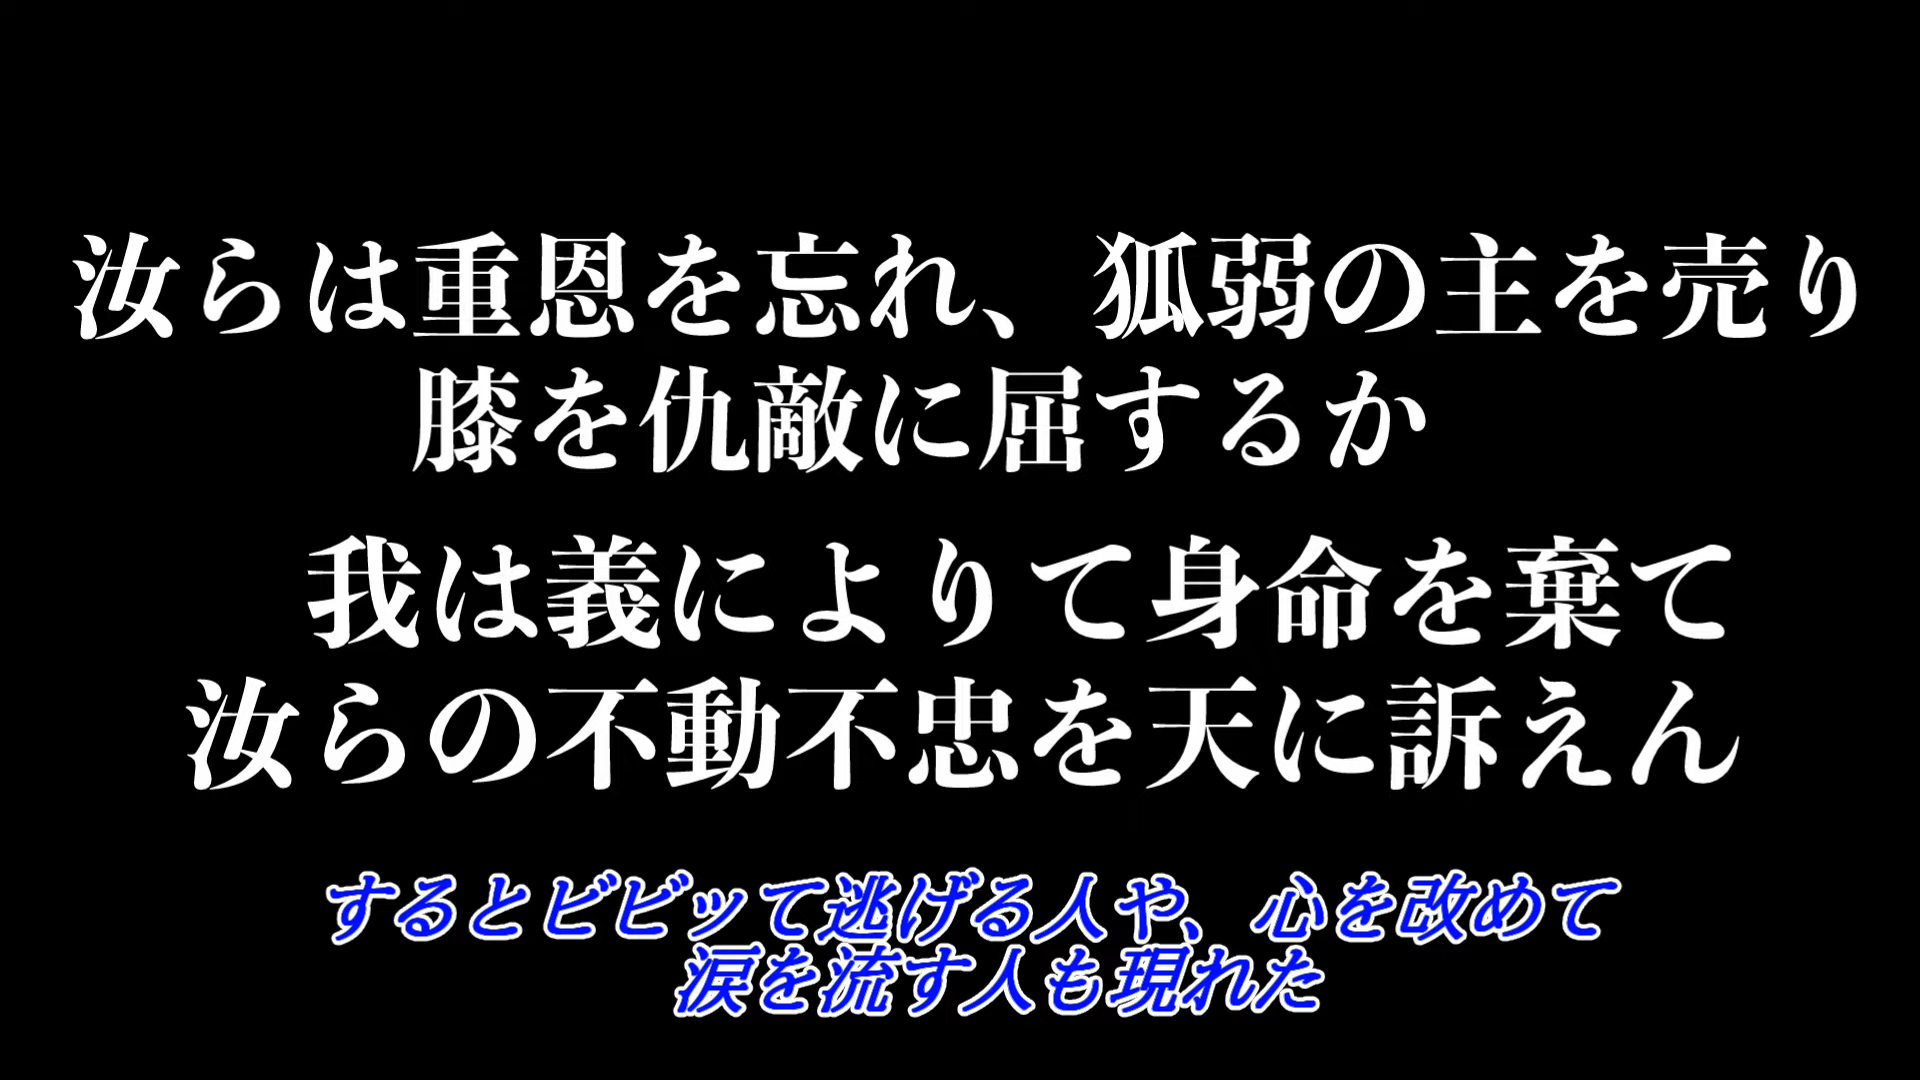 汝らは重恩を忘れ、狐弱の主を売り
膝を仇敵に屈するか
我は義によりて身命を棄て
汝らの不動不忠を天に訴えん
するとビビッて逃げる人や、心を改めて
涙を流す人も現れた